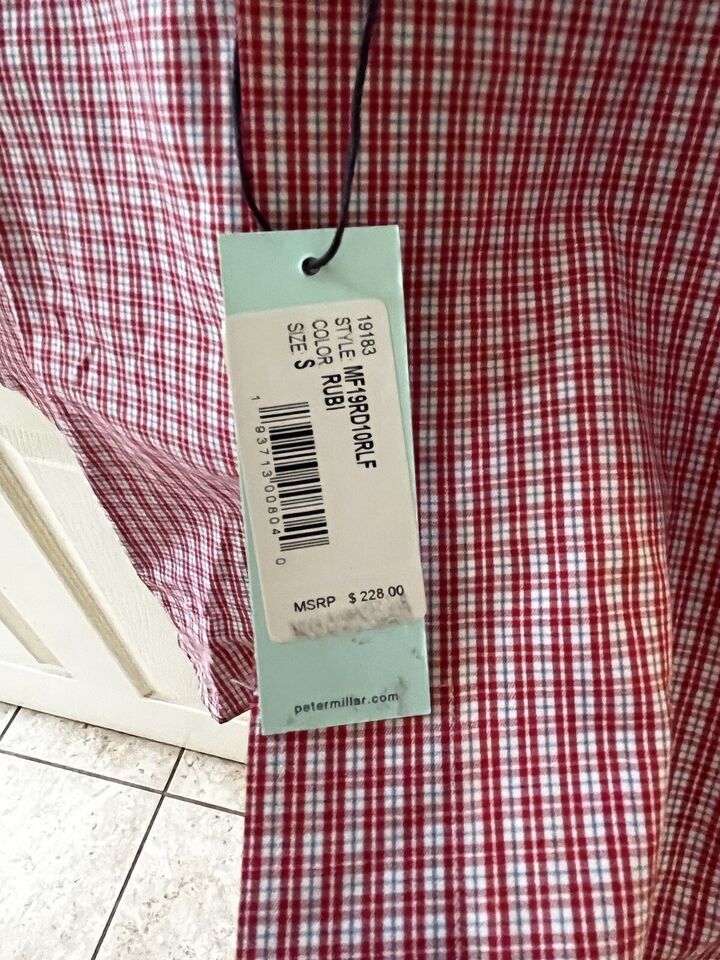 19183
STYLE: MF19RD10RLF
COLOR RUBI
SIZE: S
1 93713 00804 0
MSRP $ 228.00
petermillar.com